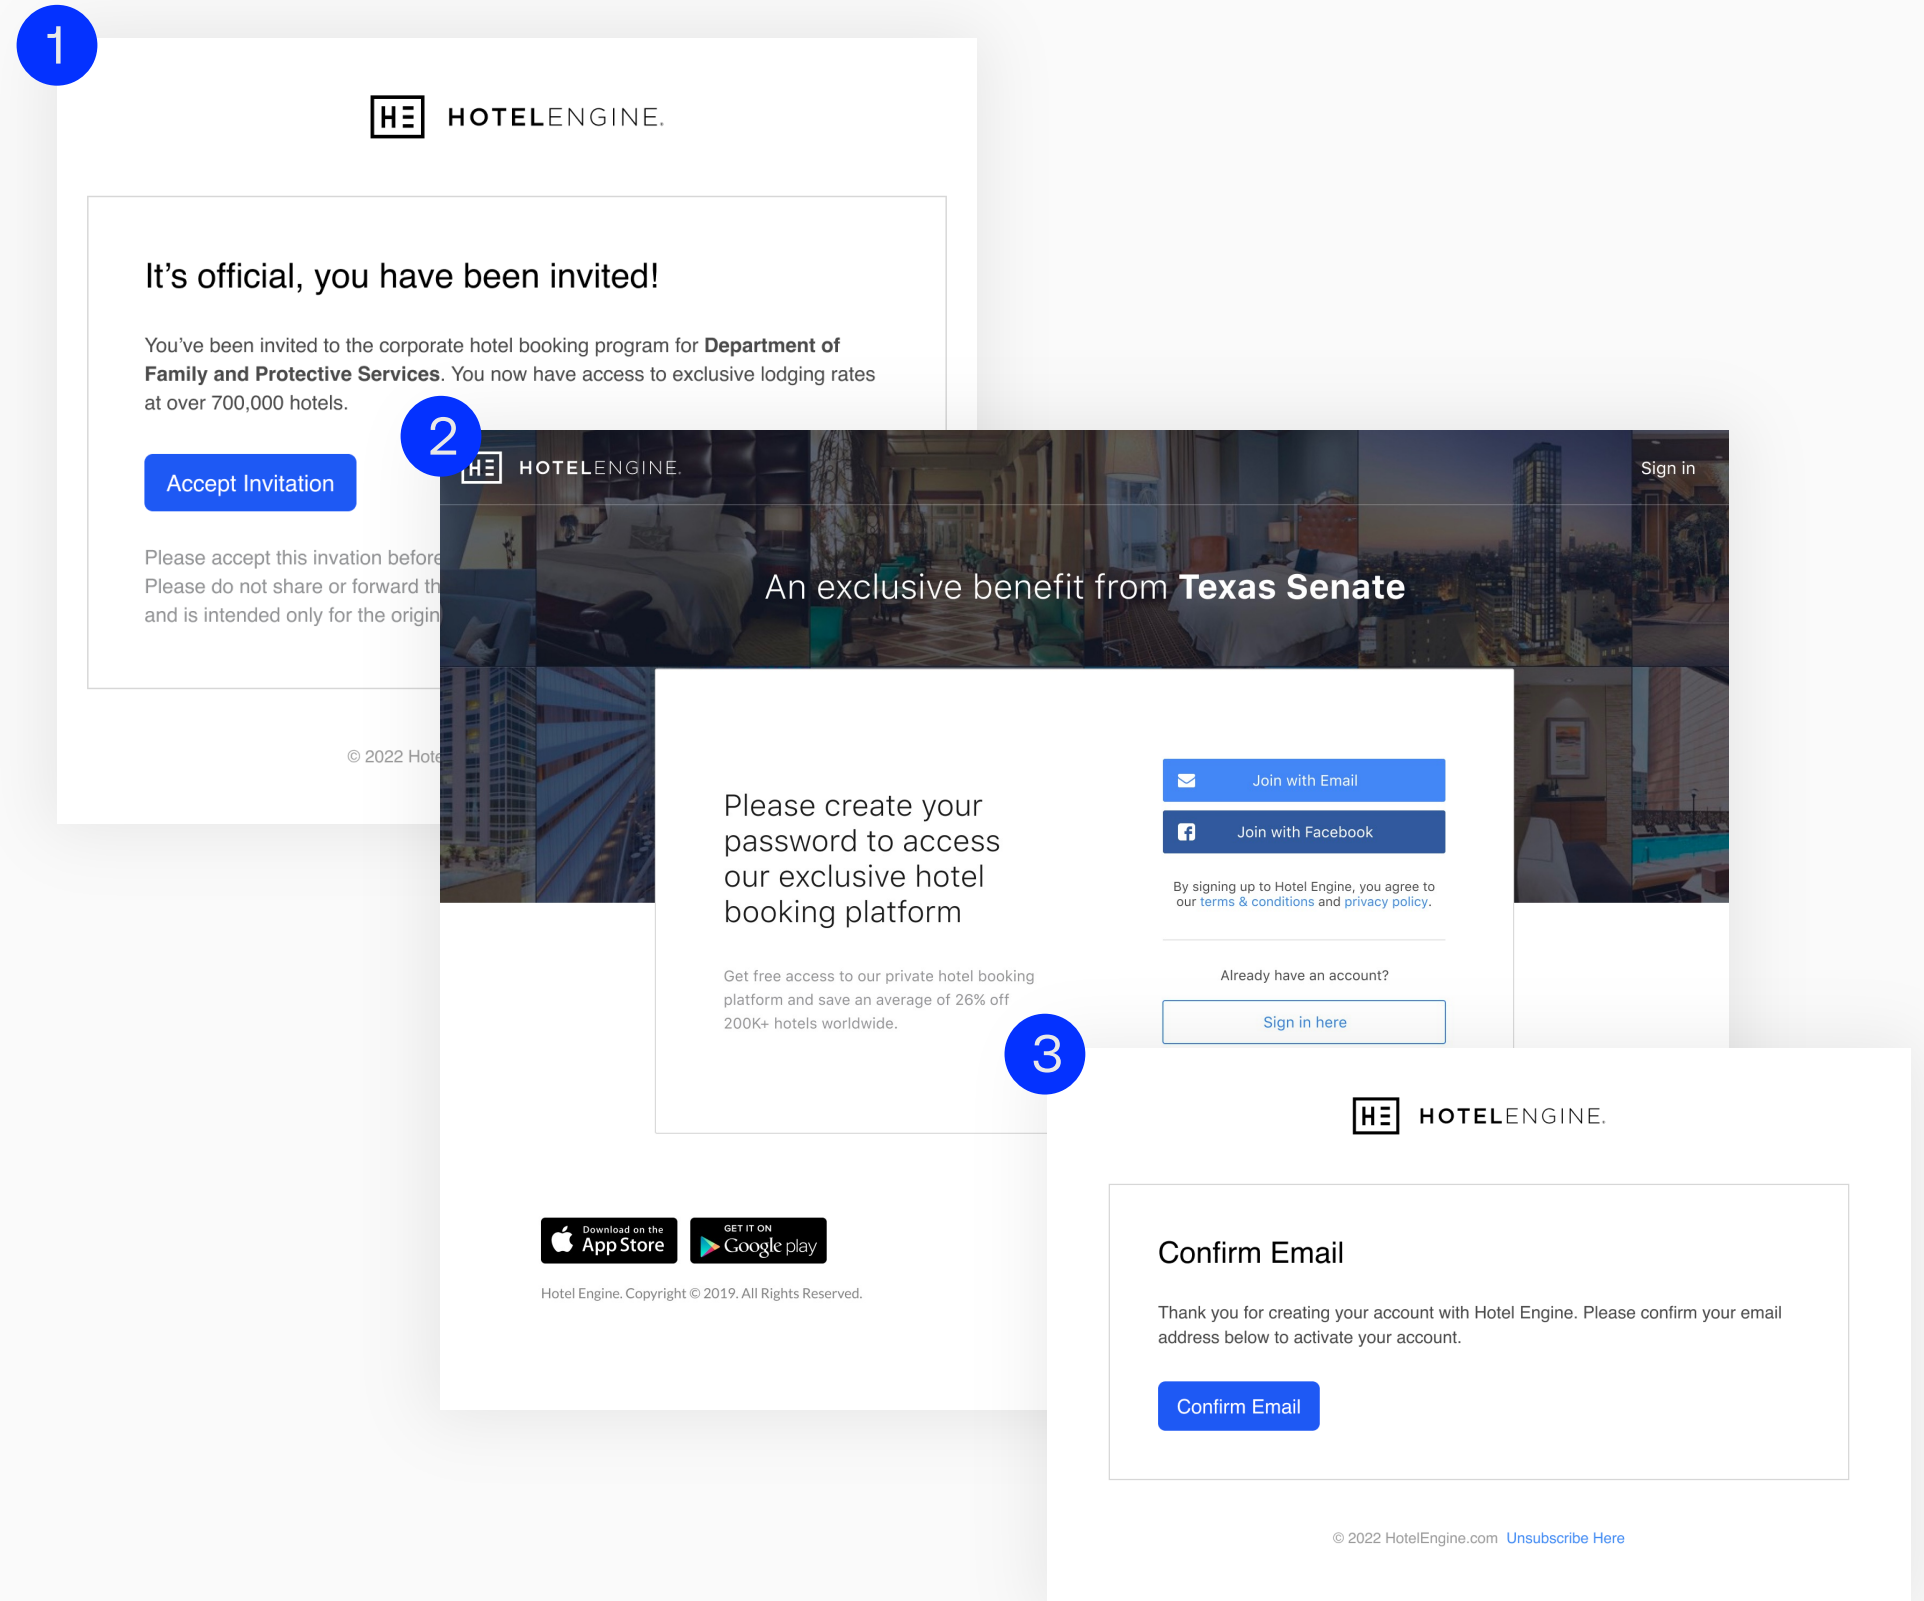 1
HE HOTELENGINE.
It's official, you have been invited!
You've been invited to the corporate hotel booking program for Department of
Family and Protective Services. You now have access to exclusive lodging rates
at over 700,000 hotels.
Accept Invitation
Please accept this invation before
Please do not share or forward
and is intended only for the
© 2022
2
HE HOTELENGINE.
Sign in
An exclusive benefit from Texas Senate
Please create your
password to access
our exclusive hotel
booking platform
Get free access to our private hotel booking
platform and save an average of 26% off
200K+ hotels worldwide.
Join with Email
Join with Facebook
By signing up to Hotel Engine, you agree to
our terms & conditions and privacy policy.
Already have an account?
Sign in here
Download on the
App Store
GET IT ON
Google play
Hotel Engine. Copyright © 2019. All Rights Reserved.
3
HE HOTELENGINE.
Confirm Email
Thank you for creating your account with Hotel Engine. Please confirm your email
address below to activate your account.
Confirm Email
© 2022 HotelEngine.com Unsubscribe Here